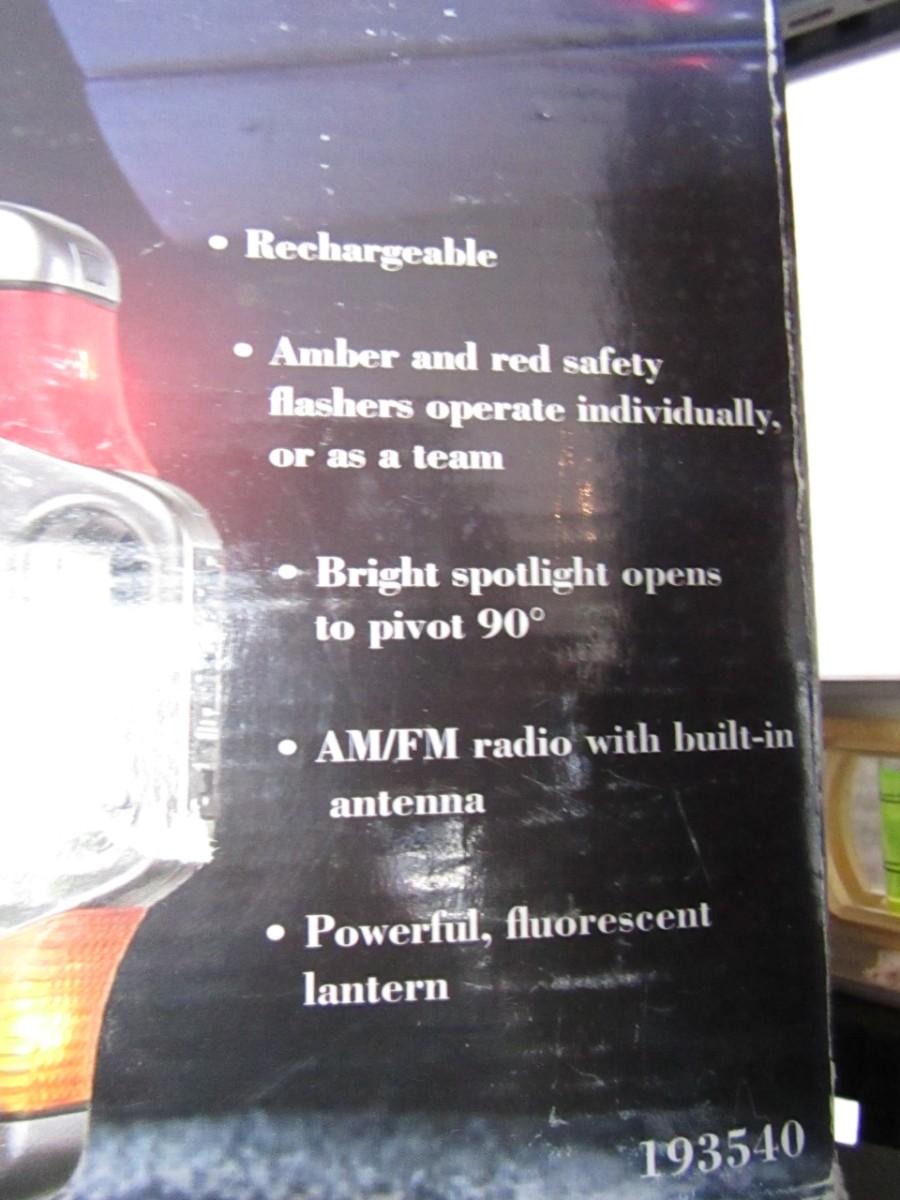 • Rechargeable
• Amber and red safety
flashers operate individually,
or as a team
• Bright spotlight opens
to pivot 90°
• AM/FM radio with built-in
antenna
• Powerful, fluorescent
lantern
193540